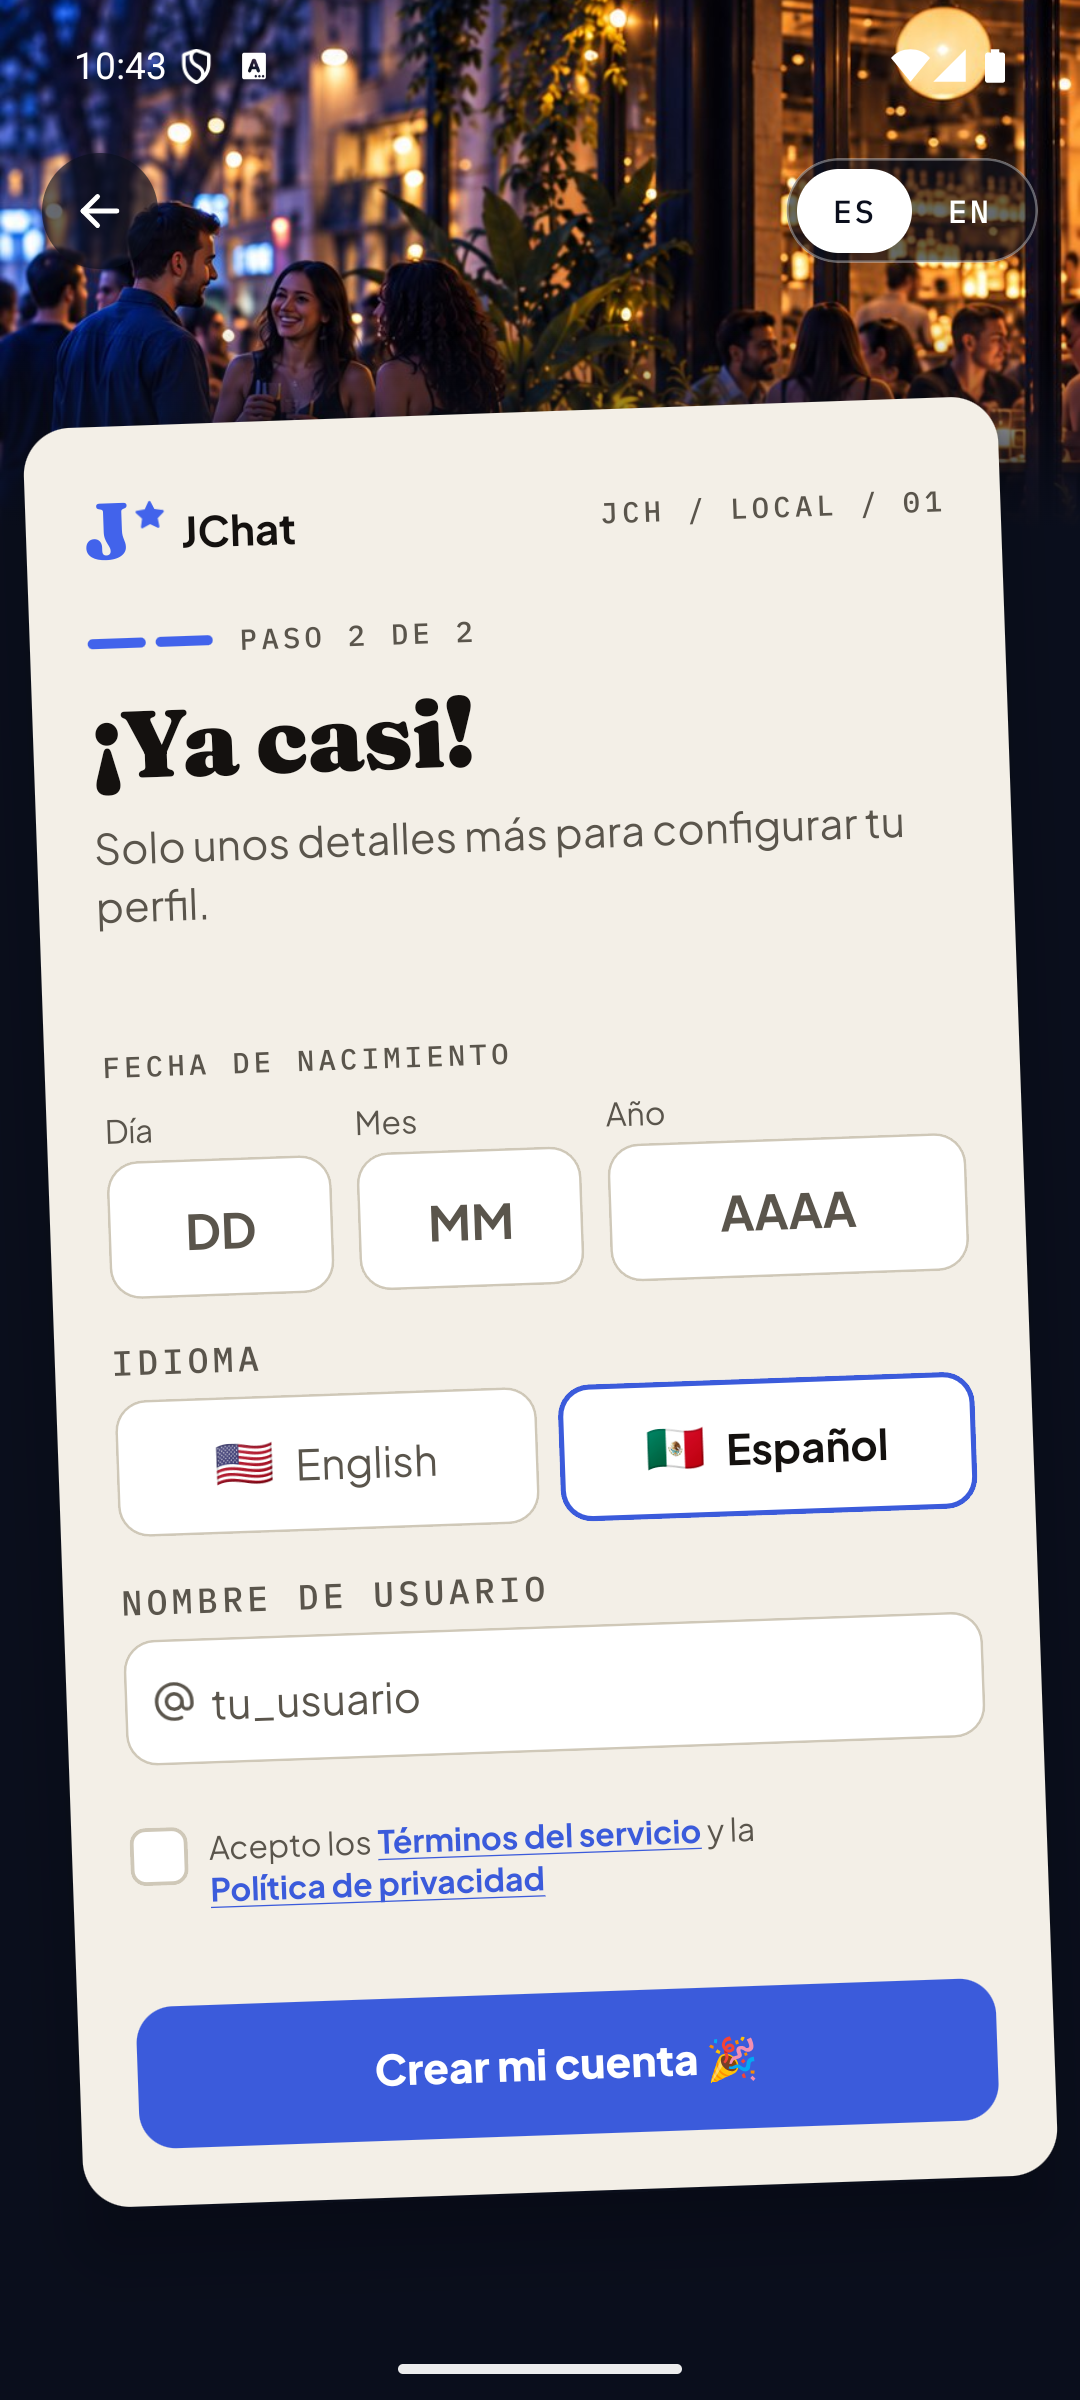 10:43
ES EN
J JChat
JCH / LOCAL / 01
PASO 2 DE 2
¡Ya casi!
Solo unos detalles más para configurar tu
perfil.
FECHA DE NACIMIENTO
Día Mes Año
DD MM AAAA
IDIOMA
English Español
NOMBRE DE USUARIO
@ tu_usuario
Acepto los Términos del servicio y la
Política de privacidad
Crear mi cuenta 🎉